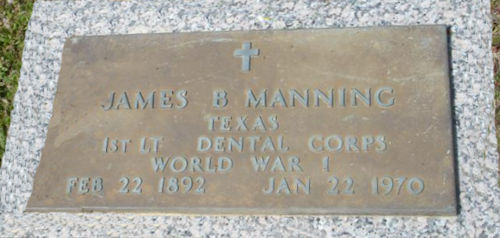 JAMES B MANNING
TEXAS
1ST LT DENTAL CORPS
WORLD WAR I
FEB 22 1892 JAN 22 1970